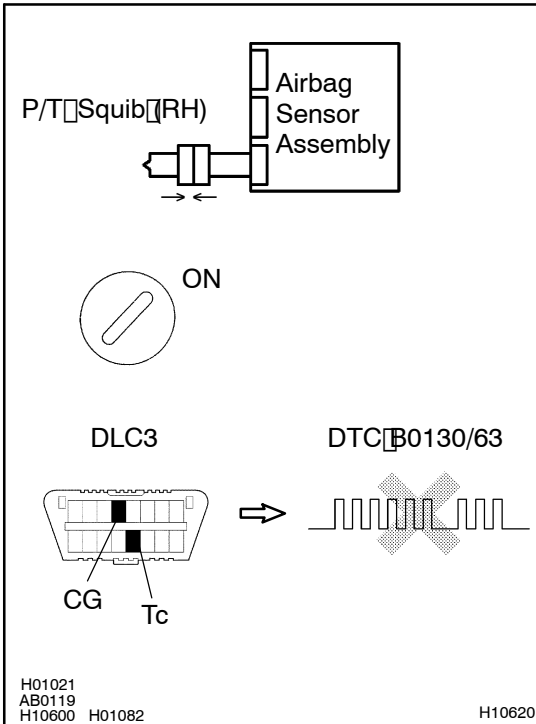 P/T▯Squib▯(RH)
Airbag
Sensor
Assembly
ON
DLC3
DTC▯B0130/63
CG
Tc
H01021
AB0119
H10600 H01082
H10620